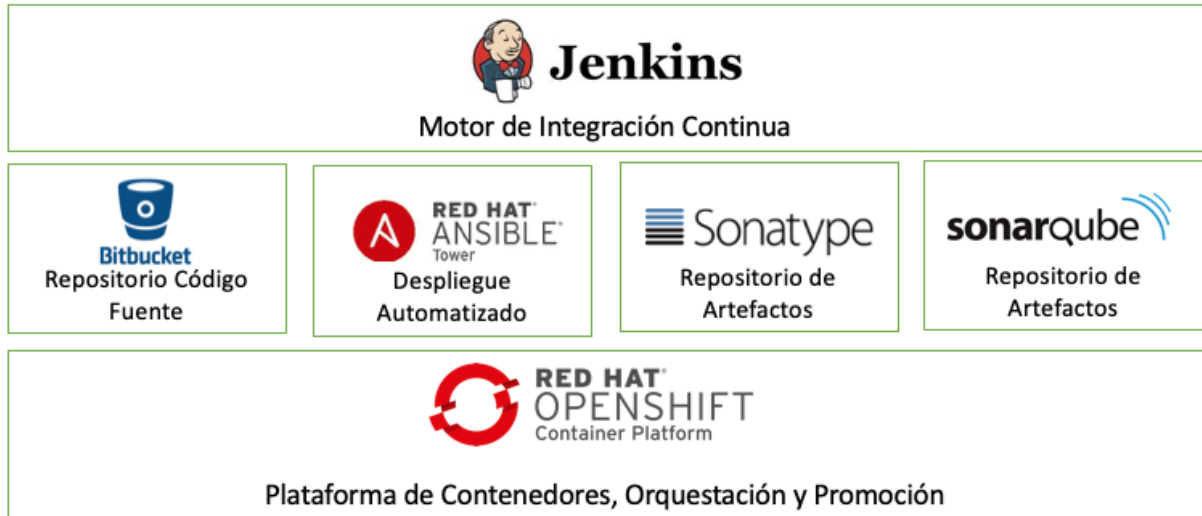 Jenkins
Motor de Integración Continua
Bitbucket
Repositorio Código
Fuente
RED HAT
ANSIBLE
Tower
Despliegue
Automatizado
Sonatype
Repositorio de
Artefactos
sonarqube
Repositorio de
Artefactos
RED HAT
OPENSHIFT
Container Platform
Plataforma de Contenedores, Orquestación y Promoción